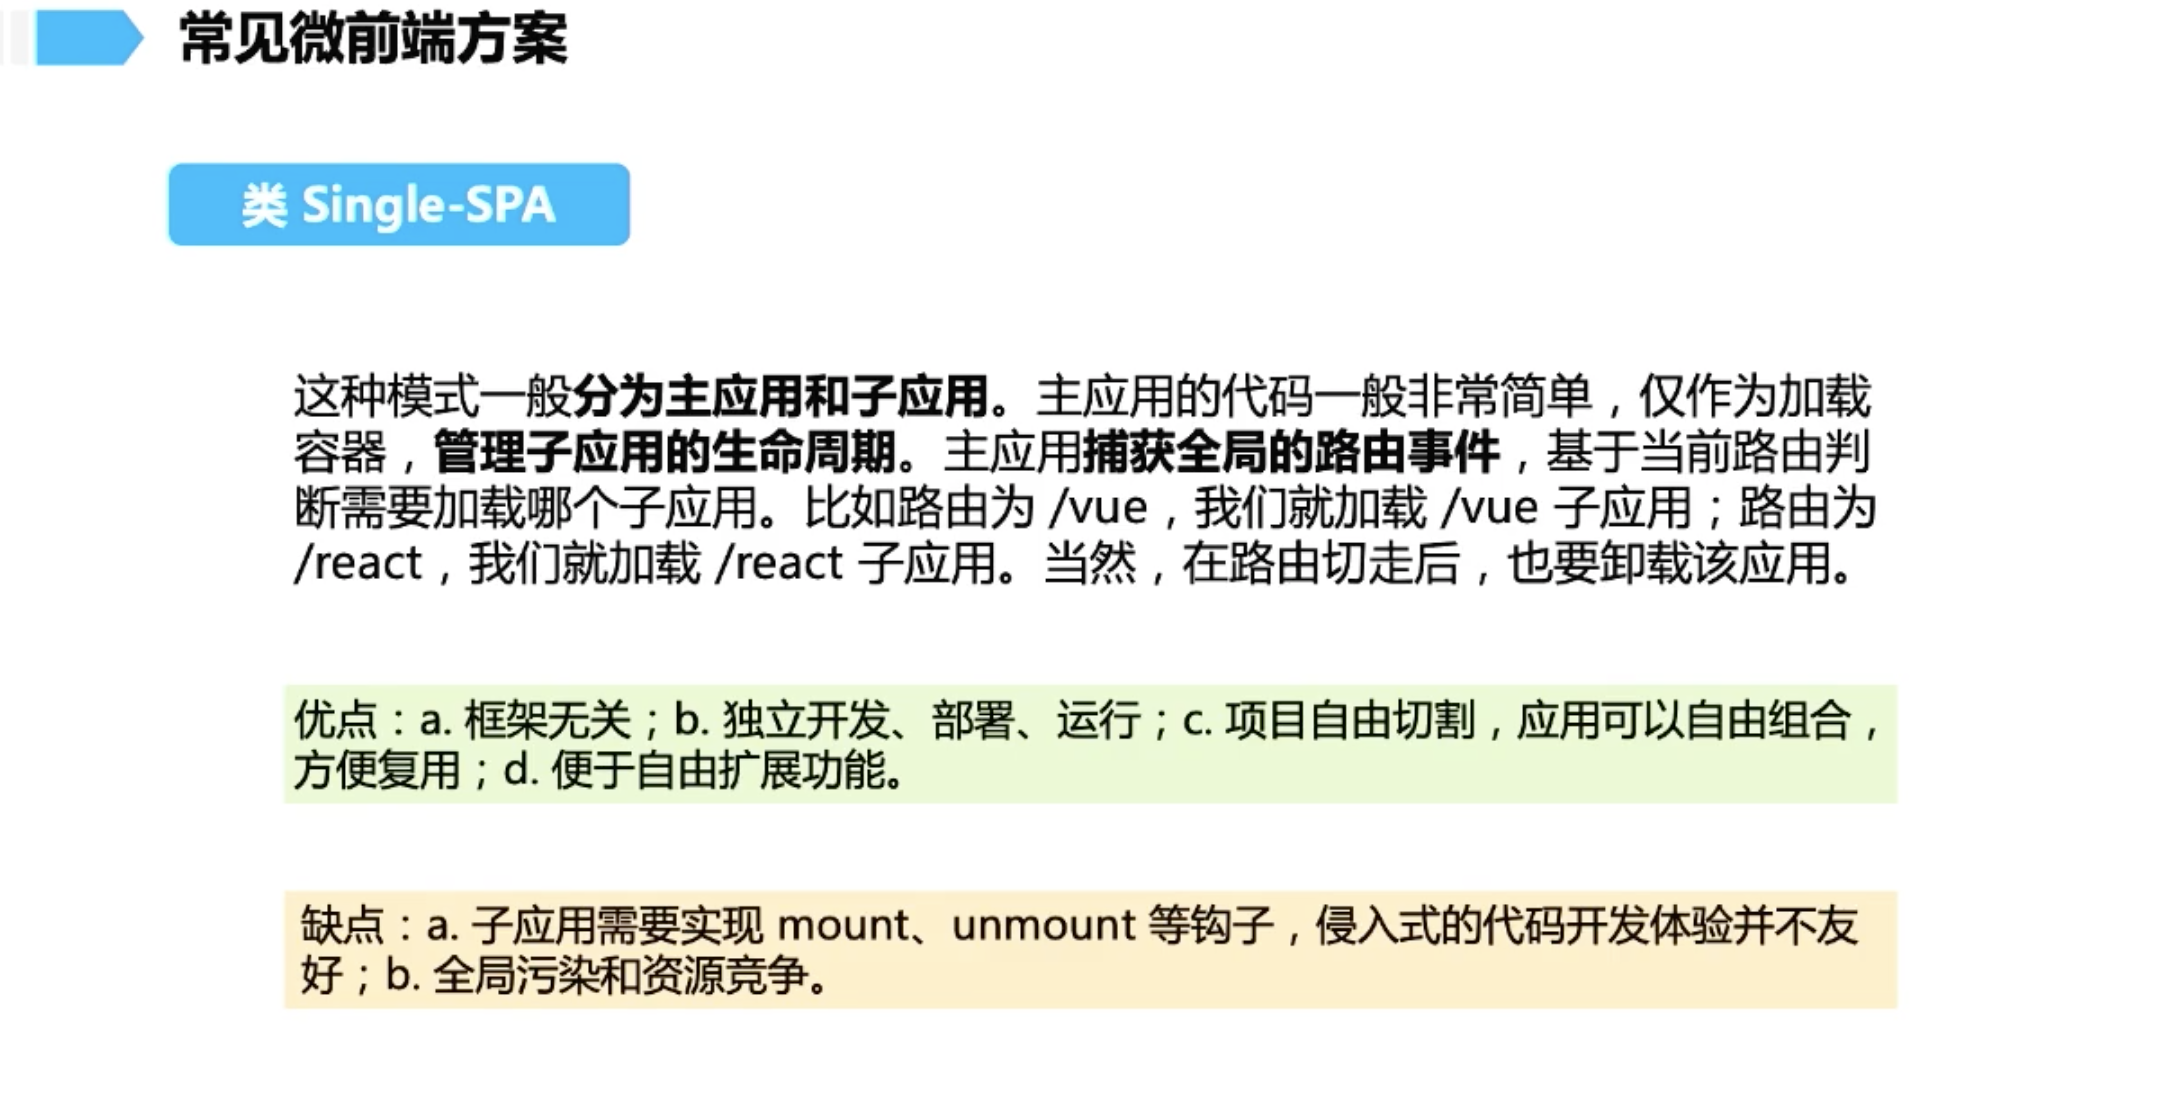 常见微前端方案
类 Single-SPA
这种模式一般分为主应用和子应用。主应用的代码一般非常简单，仅作为加载
容器，管理子应用的生命周期。主应用捕获全局的路由事件，基于当前路由判
断需要加载哪个子应用。比如路由为 /vue，我们就加载 /vue 子应用；路由为
/react，我们就加载 /react 子应用。当然，在路由切走后，也要卸载该应用。
优点：a. 框架无关；b. 独立开发、部署、运行；c. 项目自由切割，应用可以自由组合，
方便复用；d. 便于自由扩展功能。
缺点：a. 子应用需要实现 mount、unmount 等钩子，侵入式的代码开发体验并不友
好；b. 全局污染和资源竞争。